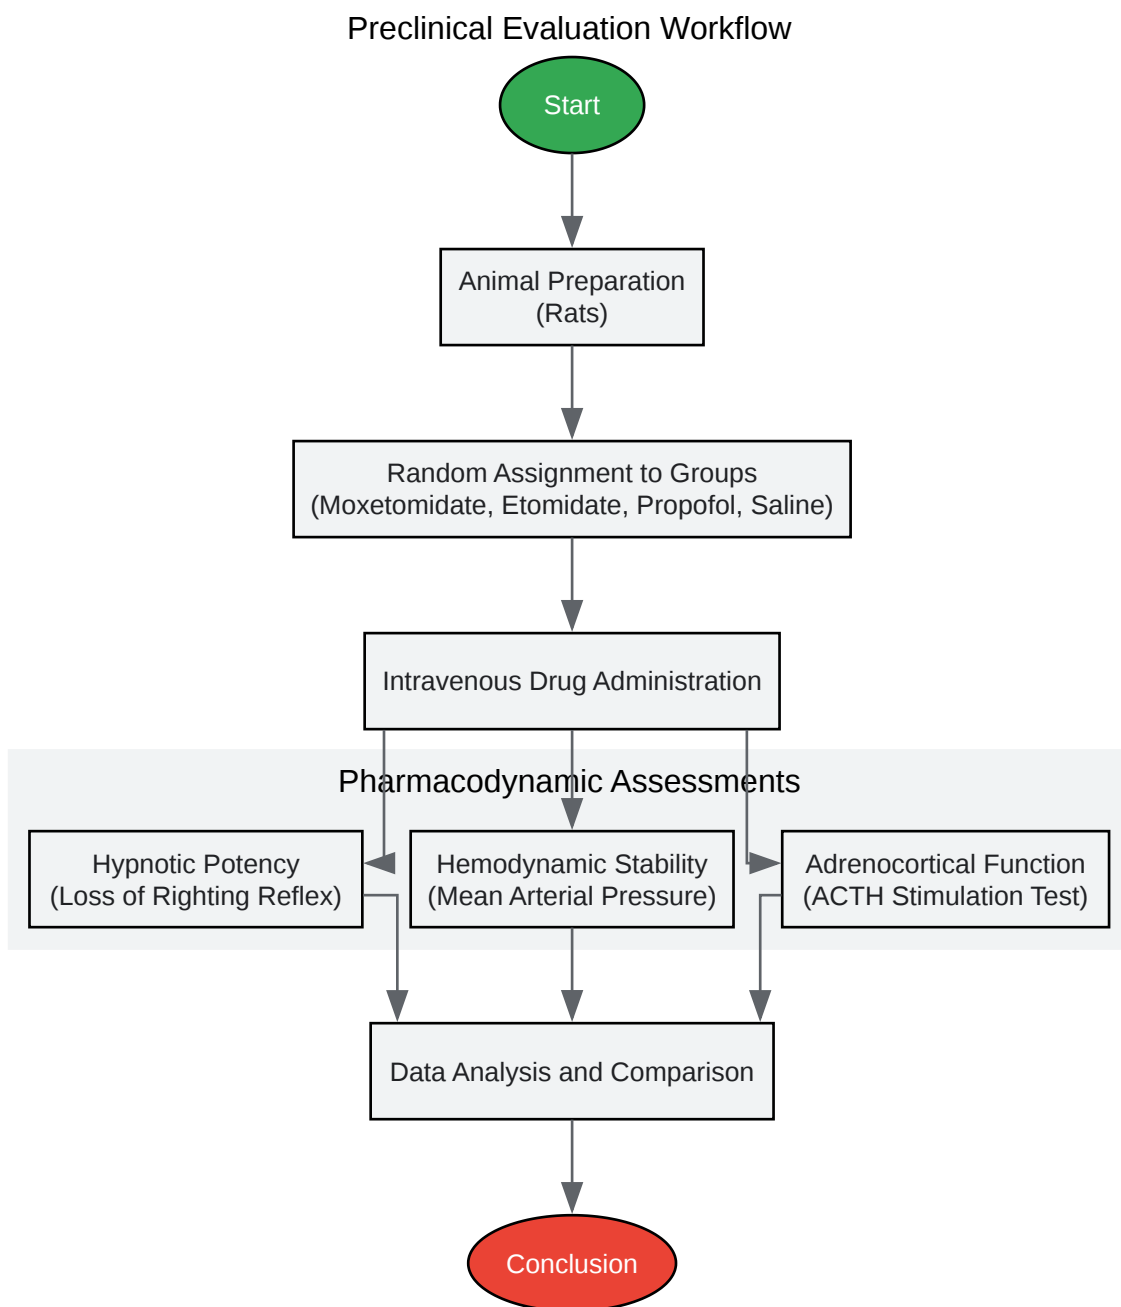 Preclinical Evaluation Workflow
Start
Animal Preparation
(Rats)
Random Assignment to Groups
(Moxetomidate, Etomidate, Propofol, Saline)
Intravenous Drug Administration
Pharmacodynamic Assessments
Hypnotic Potency
(Loss of Righting Reflex)
Hemodynamic Stability
(Mean Arterial Pressure)
Adrenocortical Function
(ACTH Stimulation Test)
Data Analysis and Comparison
Conclusion